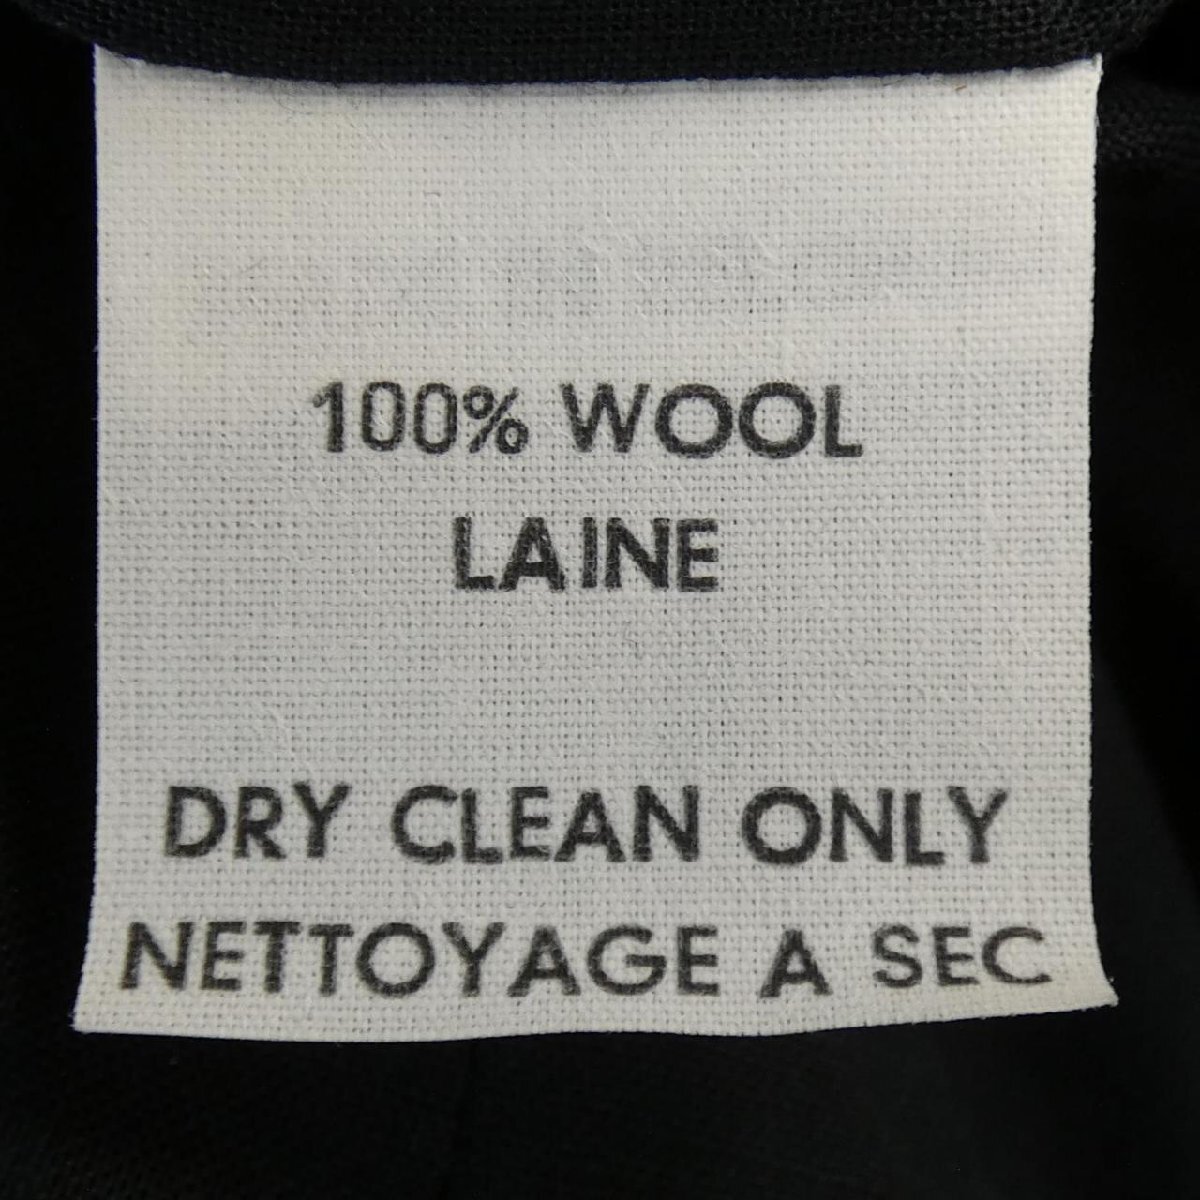 100% WOOL
LAINE
DRY CLEAN ONLY
NETTOYAGE A SEC